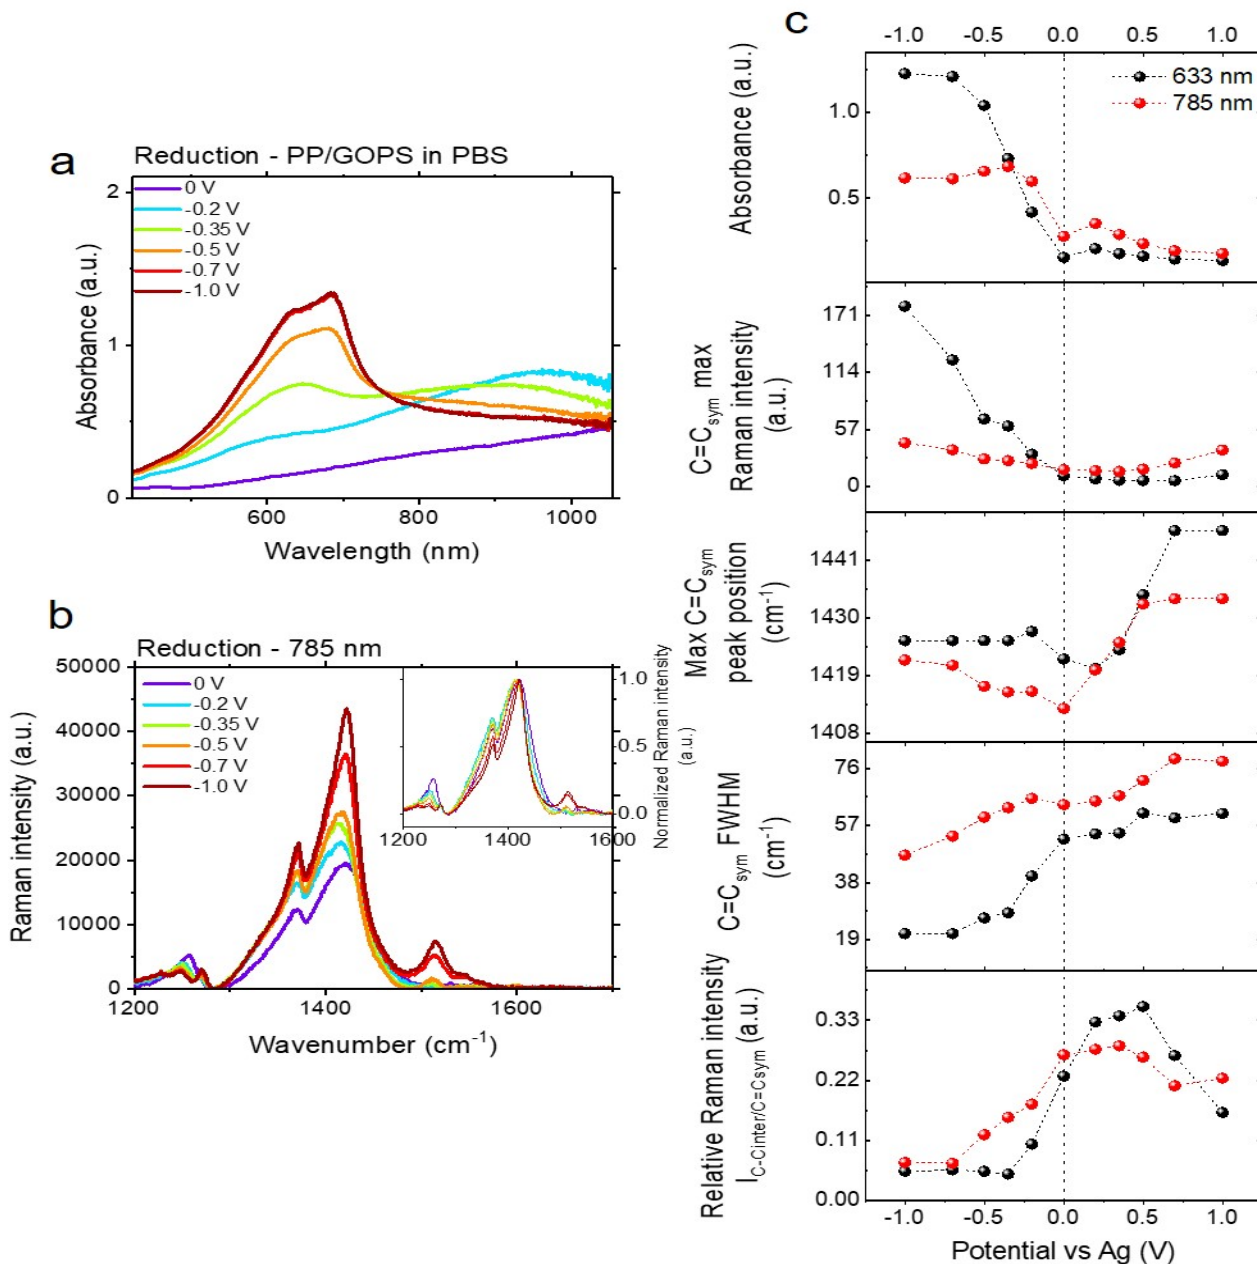 a
Reduction - PP/GOPS in PBS
2
1
0
Absorbance (a.u.)
0 V
-0.2 V
-0.35 V
-0.5 V
-0.7 V
-1.0 V
600
800
1000
Wavelength (nm)
b
Reduction - 785 nm
50000
40000
30000
20000
10000
0
Raman intensity (a.u.)
0 V
-0.2 V
-0.35 V
-0.5 V
-0.7 V
-1.0 V
1.0
0.5
0.0
Normalized Raman intensity
(a.u.)
1200
1400
1600
1200
1400
1600
Wavenumber (cm⁻¹)
c
-1.0
-0.5
0.0
0.5
1.0
633 nm
785 nm
Absorbance (a.u.)
1.0
0.5
C=Csym max
Raman intensity
(a.u.)
171
114
57
0
Max C=Csym
peak position
(cm⁻¹)
1441
1430
1419
1408
C=Csym FWHM
(cm⁻¹)
76
57
38
19
Relative Raman intensity
IC-Cinter/C=Csym (a.u.)
0.33
0.22
0.11
0.00
-1.0
-0.5
0.0
0.5
1.0
Potential vs Ag (V)